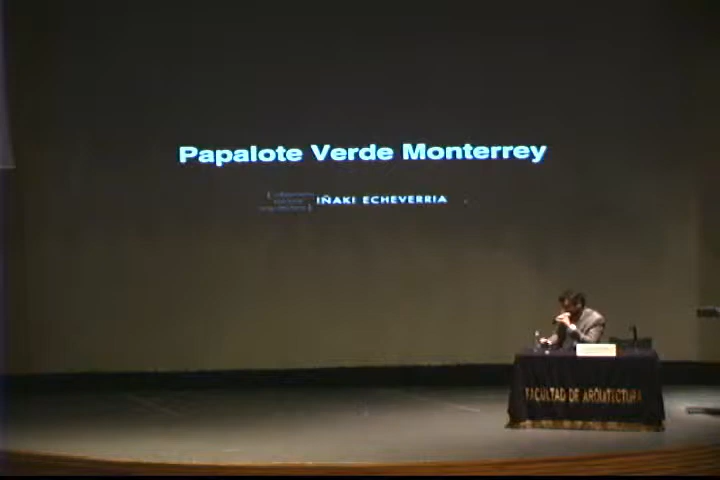 Papalote Verde Monterrey
IÑAKI ECHEVERRIA
FACULTAD DE ARQUITECTURA